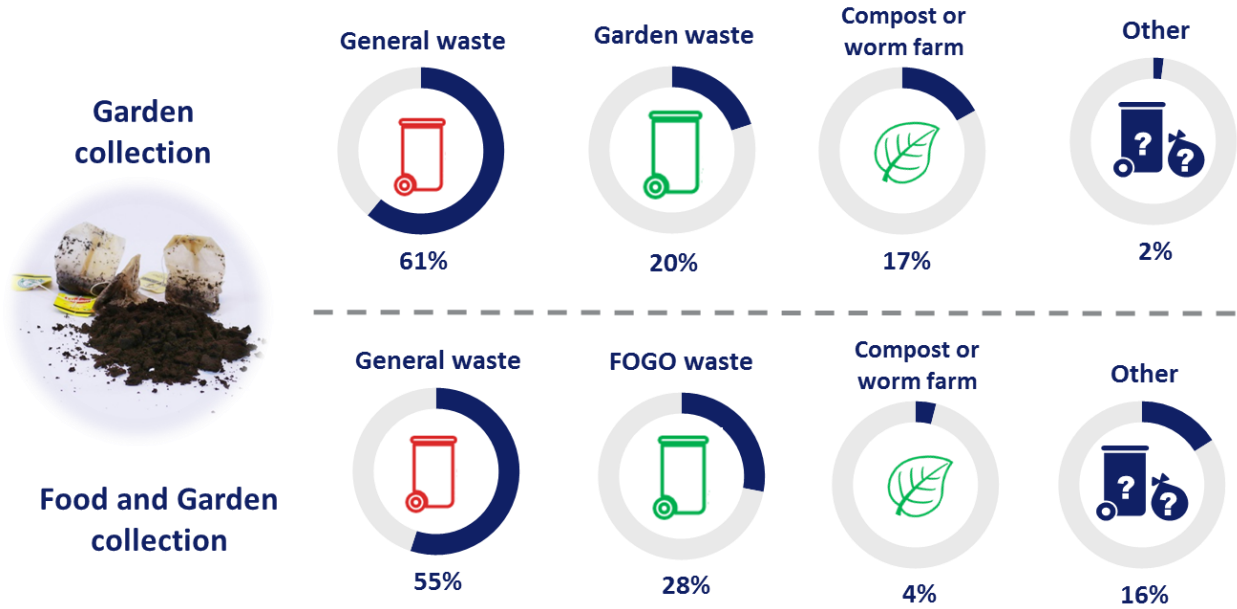 Garden
collection
General waste
61%
Garden waste
20%
Compost or
worm farm
17%
Other
?
?
2%
Food and Garden
collection
General waste
55%
FOGO waste
28%
Compost or
worm farm
4%
Other
?
?
16%